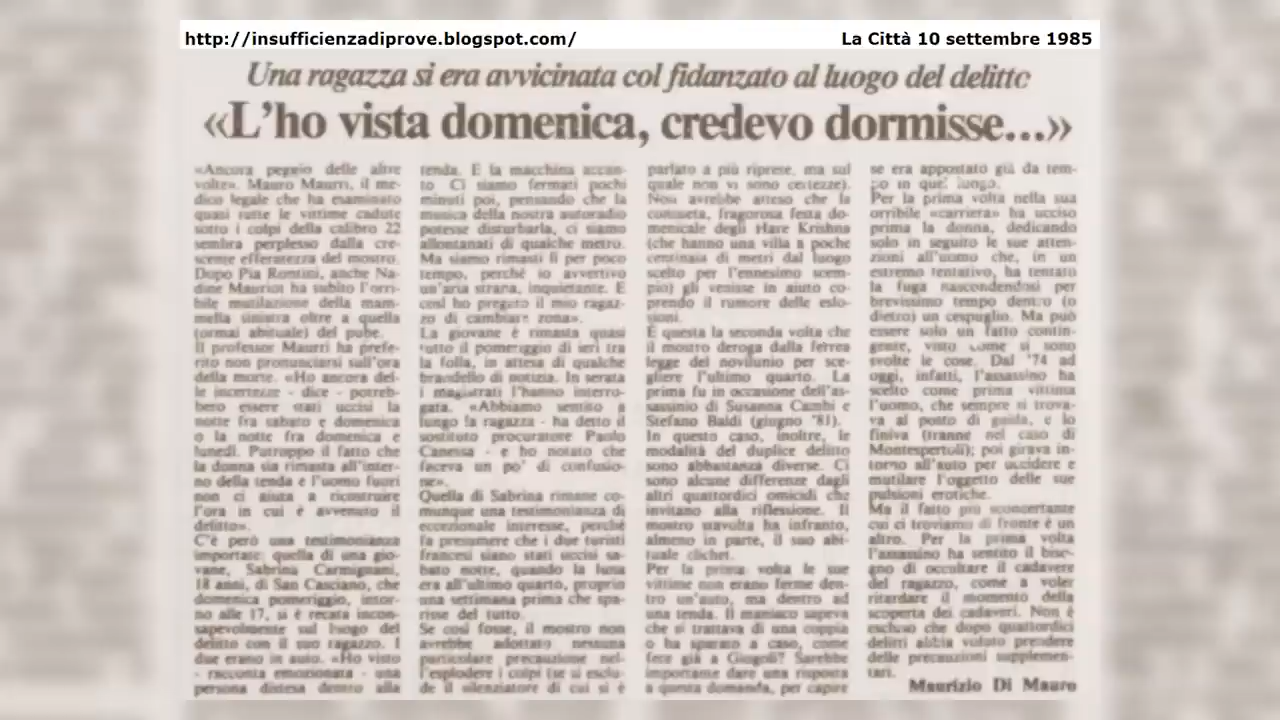 http://insufficienzadiprove.blogspot.com/
La Città 10 settembre 1985
Una ragazza si era avvicinata col fidanzato al luogo del delitto
«L'ho vista domenica, credevo dormisse...»
«Ancora peggio delle altre
volte». Mauro Maurri, il me-
dico legale che ha esaminato
quasi tutte le vittime cadute
sotto i colpi della calibro 22
sembra perplesso dalla cre-
scente efferatezza del mostro.
Dopo Pia Rontini, anche Na-
dine Mauriot ha subìto l'orri-
bile mutilazione della mam-
mella sinistra oltre a quella
(ormai abituale) del pube.
Il professor Maurri ha prefe-
rito non pronunciarsi sull'ora
della morte. «Ho ancora del-
le incertezze - dice - potreb-
bero essere stati uccisi la
notte fra sabato e domenica
o la notte fra domenica e
lunedì. Putroppo il fatto che
la donna sia rimasta all'inter-
no della tenda e l'uomo fuori
non ci aiuta a ricostruire
l'ora in cui è avvenuto il
delitto».
C'è però una testimonianza
importate: quella di una gio-
vane, Sabrina Carmignani,
18 anni, di San Casciano, che
domenica pomeriggio, intor-
no alle 17, si è recata incon-
sapevolmente sul luogo del
delitto con il suo ragazzo. I
due erano in auto. «Ho visto
- racconta emozionata - una
persona distesa dentro alla
tenda. E la macchina accan-
to. Ci siamo fermati pochi
minuti poi, pensando che la
musica della nostra autoradio
potesse disturbarla, ci siamo
allontanati di qualche metro.
Ma siamo rimasti lì per poco
tempo, perché io avvertivo
un'aria strana, inquietante. E
così ho pregato il mio ragaz-
zo di cambiare zona».
La giovane è rimasta quasi
tutto il pomeriggio di ieri tra
la folla, in attesa di qualche
brandello di notizia. In serata
i magistrati l'hanno interro-
gata. «Abbiamo sentito a
lungo la ragazza - ha detto il
sostituto procuratore Paolo
Canessa - e ho notato che
faceva un po' di confusio-
ne».
Quella di Sabrina rimane co-
munque una testimonianza di
eccezionale interesse, perché
fa presumere che i due turisti
francesi siano stati uccisi sa-
bato notte, quando la luna
era all'ultimo quarto, proprio
una settimana prima che spa-
risse del tutto.
Se così fosse, il mostro non
avrebbe adottato nessuna
particolare precauzione nel-
l'esplodere i colpi (se si esclu-
de il silenziatore di cui si è
parlato a più riprese, ma sul
quale non vi sono certezze).
Non avrebbe atteso che la
consueta, fragorosa festa do-
menicale degli Hare Krishna
(che hanno una villa a poche
centinaia di metri dal luogo
scelto per l'ennesimo scem-
pio) gli venisse in aiuto co-
prendo il rumore delle esplo-
sioni.
È questa la seconda volta che
il mostro deroga dalla ferrea
legge del novilunio per sce-
gliere l'ultimo quarto. La
prima fu in occasione dell'as-
sassinio di Susanna Cambi e
Stefano Baldi (giugno '81).
In questo caso, inoltre, le
modalità del duplice delitto
sono abbastanza diverse. Ci
sono alcune differenze dagli
altri quattordici omicidi che
invitano alla riflessione. Il
mostro stavolta ha infranto,
almeno in parte, il suo abi-
tuale clichet.
Per la prima volta le sue
vittime non erano ferme den-
tro un'auto, ma dentro ad
una tenda. Il maniaco sapeva
che si trattava di una coppia
o ha sparato a caso, come
fece già a Giogoli? Sarebbe
importante dare una risposta
a questa domanda, per capire
se era appostato già da tem-
po in quel luogo.
Per la prima volta nella sua
orribile «carriera» ha ucciso
prima la donna, dedicando
solo in seguito le sue atten-
zioni all'uomo che, in un
estremo tentativo, ha tentato
la fuga nascondendosi per
brevissimo tempo dentro (o
dietro) un cespuglio. Ma può
essere solo un fatto contin-
gente, visto come si sono
svolte le cose. Dal '74 ad
oggi, infatti, l'assassino ha
scelto come prima vittima
l'uomo, che sempre si trova-
va al posto di guida, e lo
finiva (tranne nel caso di
Montespertoli); poi girava in-
torno all'auto per uccidere e
mutilare l'oggetto delle sue
pulsioni erotiche.
Ma il fatto più sconcertante
cui ci troviamo di fronte è un
altro. Per la prima volta
l'assassino ha sentito il biso-
gno di occultare il cadavere
del ragazzo, come a voler
ritardare il momento della
scoperta dei cadaveri. Non è
escluso che dopo quattordici
delitti abbia voluto prendere
delle precauzioni supplemen-
tari.
Maurizio Di Mauro